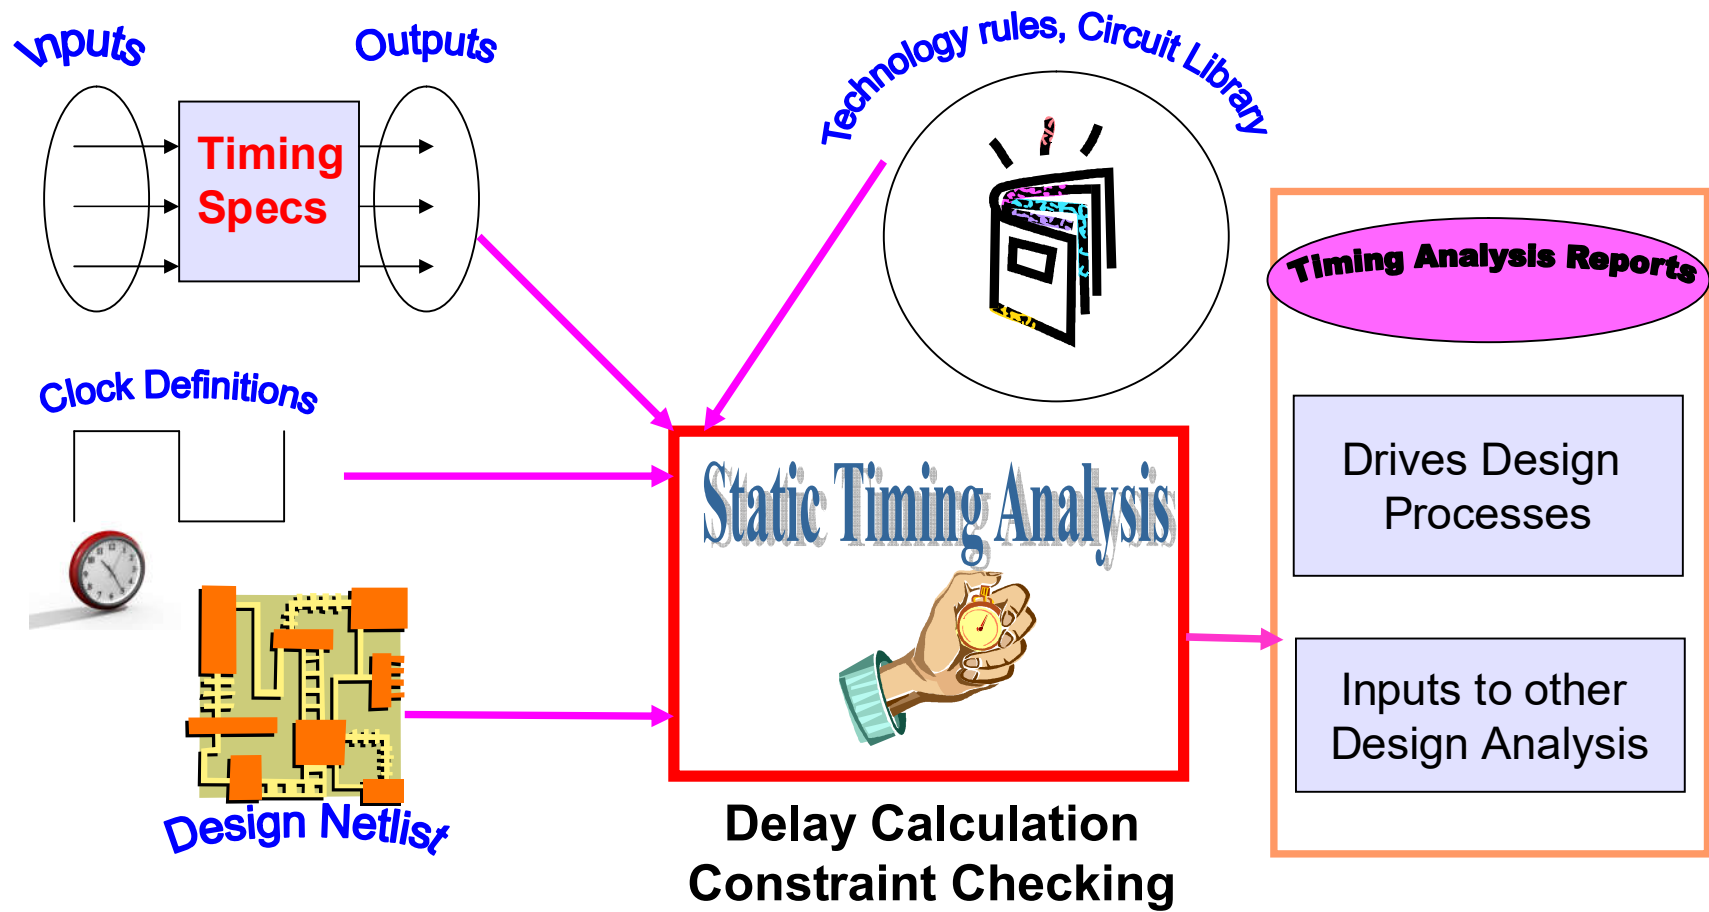 Inputs
Outputs
Timing
Specs
Technology rules, Circuit Library
Clock Definitions
Design Netlist
Static Timing Analysis
Delay Calculation
Constraint Checking
Timing Analysis Reports
Drives Design
Processes
Inputs to other
Design Analysis